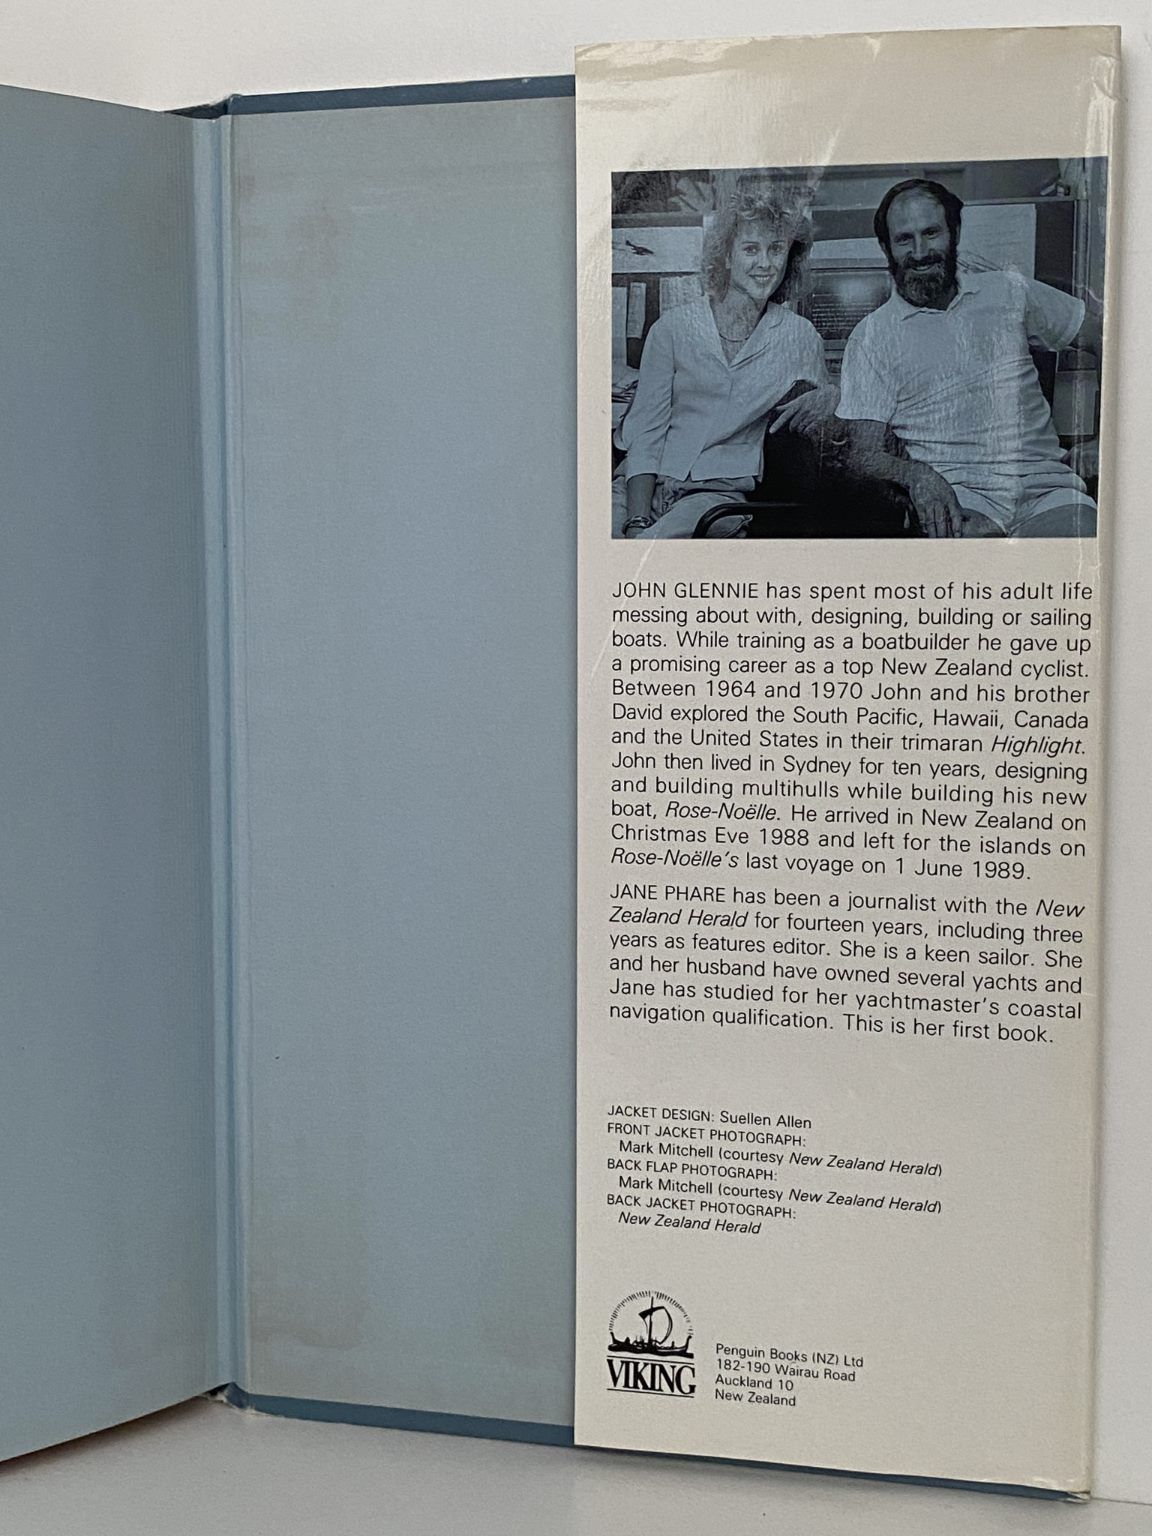 JOHN GLENNIE has spent most of his adult life
messing about with, designing, building or sailing
boats. While training as a boatbuilder he gave up
a promising career as a top New Zealand cyclist.
Between 1964 and 1970 John and his brother
David explored the South Pacific, Hawaii, Canada
and the United States in their trimaran Highlight.
John then lived in Sydney for ten years, designing
and building multihulls while building his new
boat, Rose-Noëlle. He arrived in New Zealand on
Christmas Eve 1988 and left for the islands on
Rose-Noëlle's last voyage on 1 June 1989.
JANE PHARE has been a journalist with the New
Zealand Herald for fourteen years, including three
years as features editor. She is a keen sailor. She
and her husband have owned several yachts and
Jane has studied for her yachtmaster's coastal
navigation qualification. This is her first book.
JACKET DESIGN: Suellen Allen
FRONT JACKET PHOTOGRAPH:
Mark Mitchell (courtesy New Zealand Herald)
BACK FLAP PHOTOGRAPH:
Mark Mitchell (courtesy New Zealand Herald)
BACK JACKET PHOTOGRAPH:
New Zealand Herald
VIKING
Penguin Books (NZ) Ltd
182-190 Wairau Road
Auckland 10
New Zealand